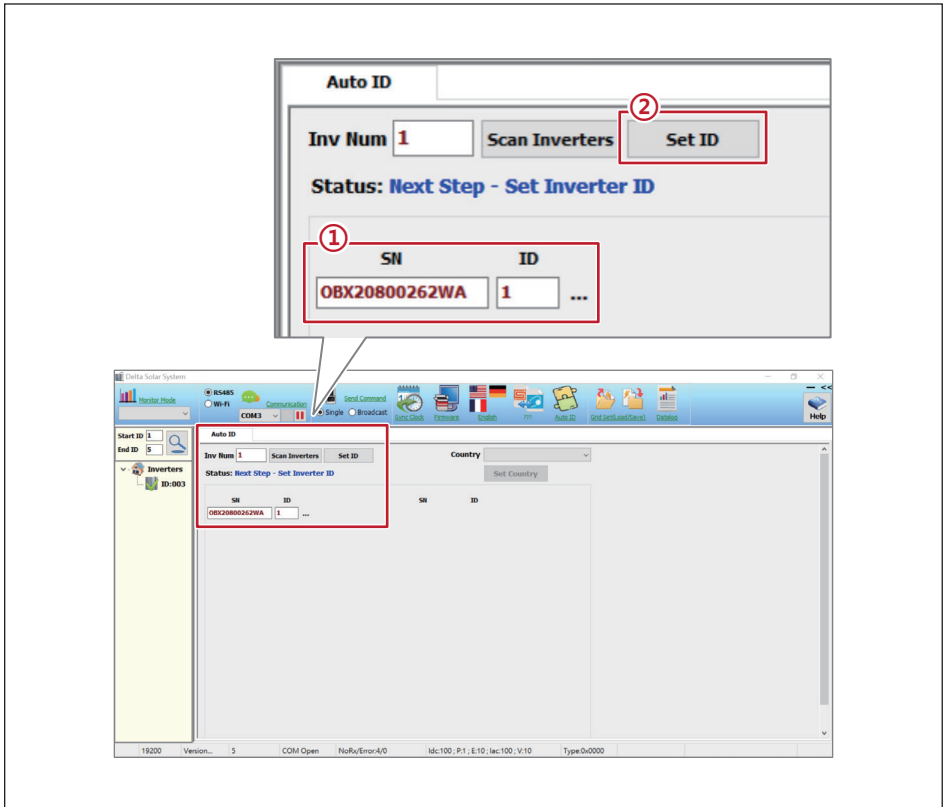 Auto ID
②
Inv Num 1 Scan Inverters Set ID
Status: Next Step - Set Inverter ID
①
SN ID
OBX20800262WA 1 ...
Delta Solar System
Monitor Mode
RS485
Wi-Fi
Communication
COM3
Send Command
Single Broadcast
Sync Clock Firmware English ??? Auto ID Grid Set(Load/Save) Datalog
<<
Help
Start ID 1
End ID 5
Inverters
ID:003
Auto ID
Inv Num 1 Scan Inverters Set ID Country
Status: Next Step - Set Inverter ID Set Country
SN ID SN ID
OBX20800262WA 1 ...
19200 Version... 5 COM Open NoRx/Error:4/0 Idc:100 ; P:1 ; E:10 ; Iac:100 ; V:10 Type:0x0000